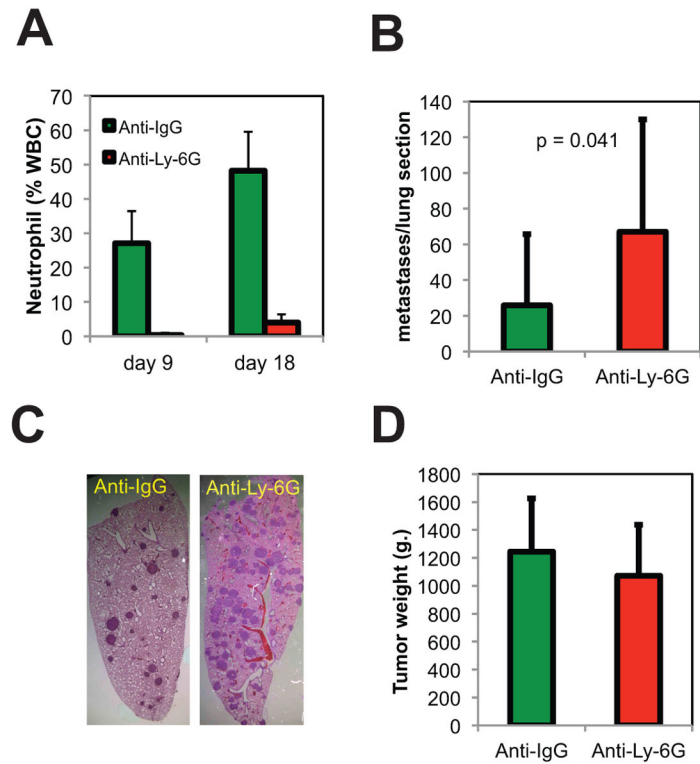 A
70
60
50
40
30
20
10
0
Neutrophil (% WBC)
Anti-IgG
Anti-Ly-6G
day 9
day 18
B
140
120
100
80
60
40
20
0
metastases/lung section
p = 0.041
Anti-IgG
Anti-Ly-6G
C
Anti-IgG
Anti-Ly-6G
D
1800
1600
1400
1200
1000
800
600
400
200
0
Tumor weight (g.)
Anti-IgG
Anti-Ly-6G